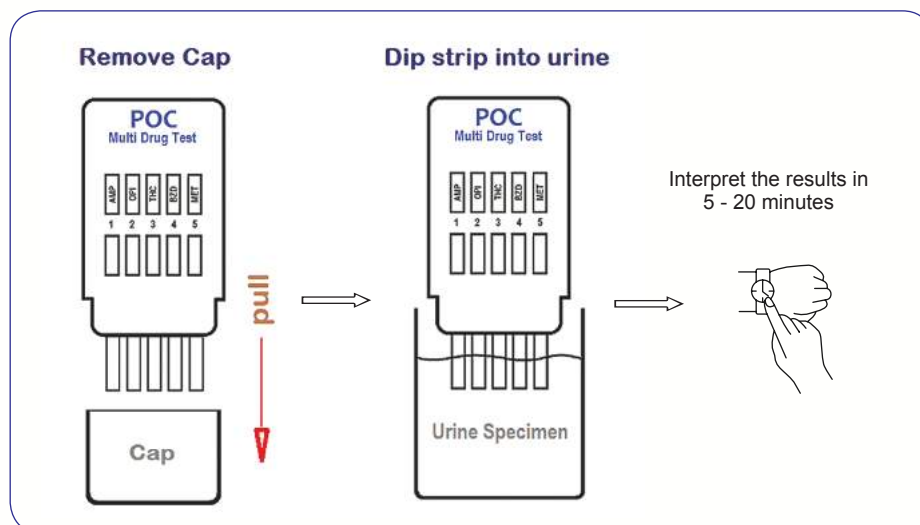 Remove Cap
POC
Multi Drug Test
AMP OPI THC BZD MET
1 2 3 4 5
pull
Cap
Dip strip into urine
POC
Multi Drug Test
AMP OPI THC BZD MET
1 2 3 4 5
Urine Specimen
Interpret the results in
5 - 20 minutes